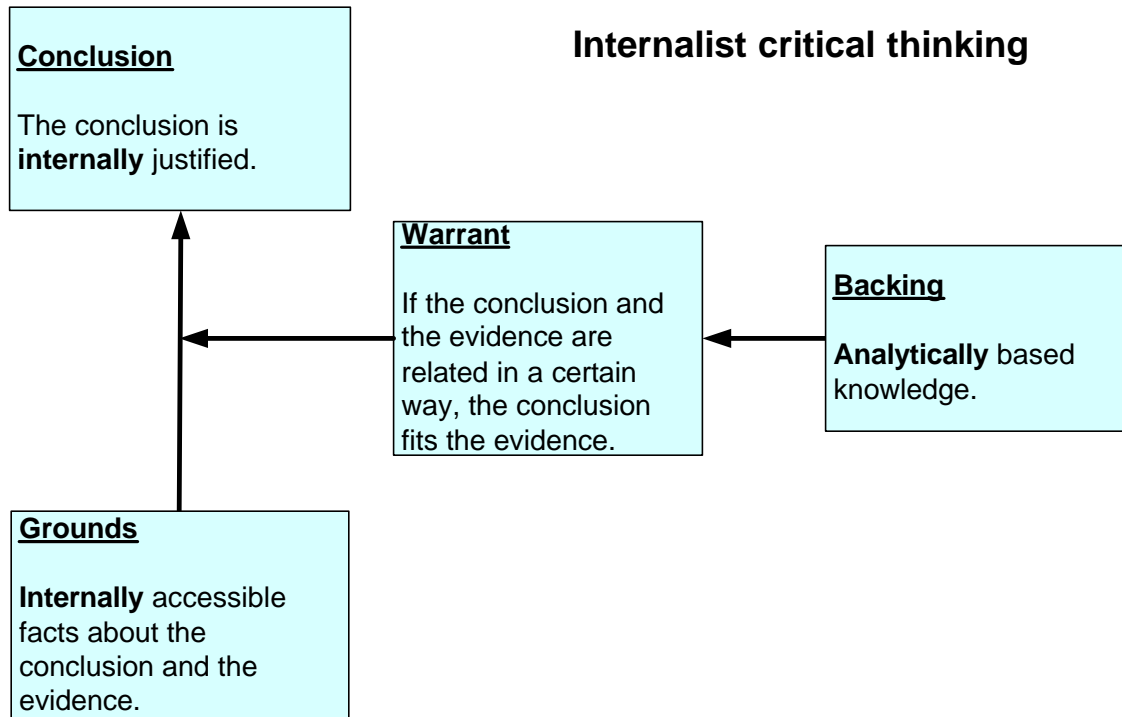 Internalist critical thinking
Conclusion
The conclusion is
internally justified.
Warrant
If the conclusion and
the evidence are
related in a certain
way, the conclusion
fits the evidence.
Backing
Analytically based
knowledge.
Grounds
Internally accessible
facts about the
conclusion and the
evidence.